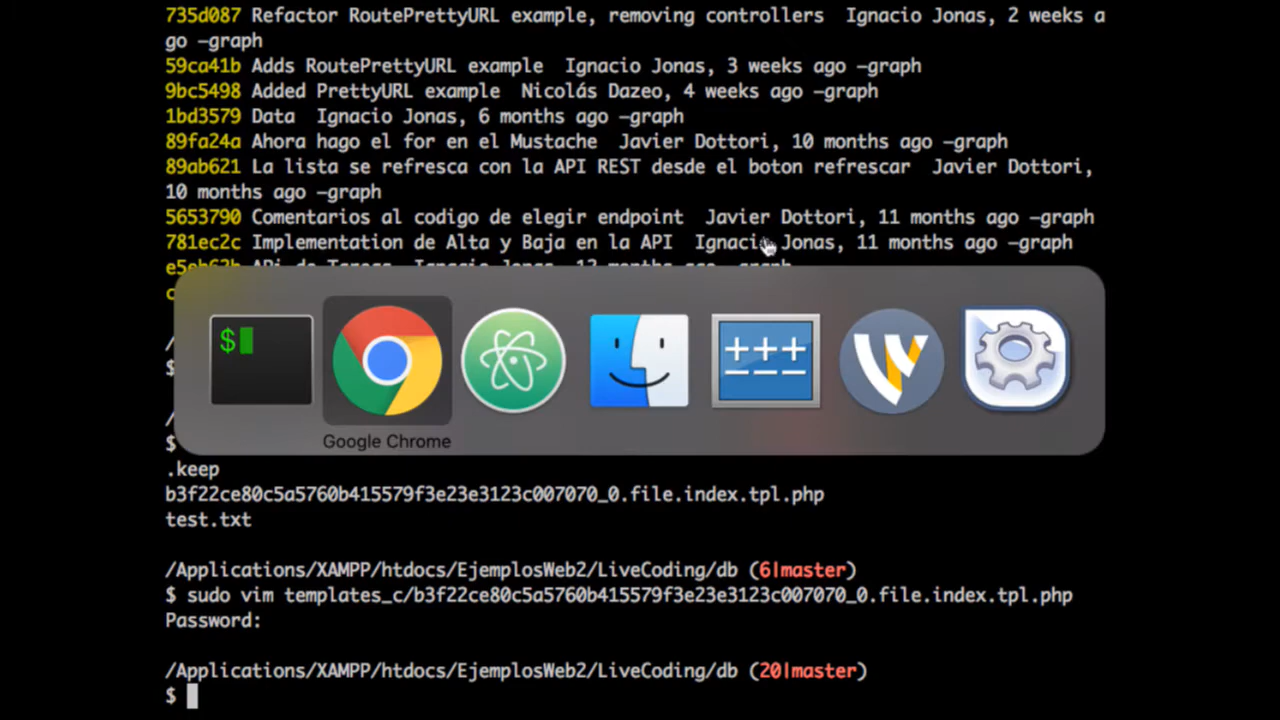 735d087 Refactor RoutePrettyURL example, removing controllers  Ignacio Jonas, 2 weeks a
go —graph
59ca41b Adds RoutePrettyURL example  Ignacio Jonas, 3 weeks ago —graph
9bc5498 Added PrettyURL example  Nicolás Dazeo, 4 weeks ago —graph
1bd3579 Data  Ignacio Jonas, 6 months ago —graph
89fa24a Ahora hago el for en el Mustache  Javier Dottori, 10 months ago —graph
89ab621 La lista se refresca con la API REST desde el boton refrescar  Javier Dottori,
10 months ago —graph
5653790 Comentarios al codigo de elegir endpoint  Javier Dottori, 11 months ago —graph
781ec2c Implementation de Alta y Baja en la API  Ignacio Jonas, 11 months ago —graph
$
Google Chrome
$
$
.keep
b3f22ce80c5a5760b415579f3e23e3123c007070_0.file.index.tpl.php
test.txt
/Applications/XAMPP/htdocs/EjemplosWeb2/LiveCoding/db (6|master)
$ sudo vim templates_c/b3f22ce80c5a5760b415579f3e23e3123c007070_0.file.index.tpl.php
Password:
/Applications/XAMPP/htdocs/EjemplosWeb2/LiveCoding/db (20|master)
$